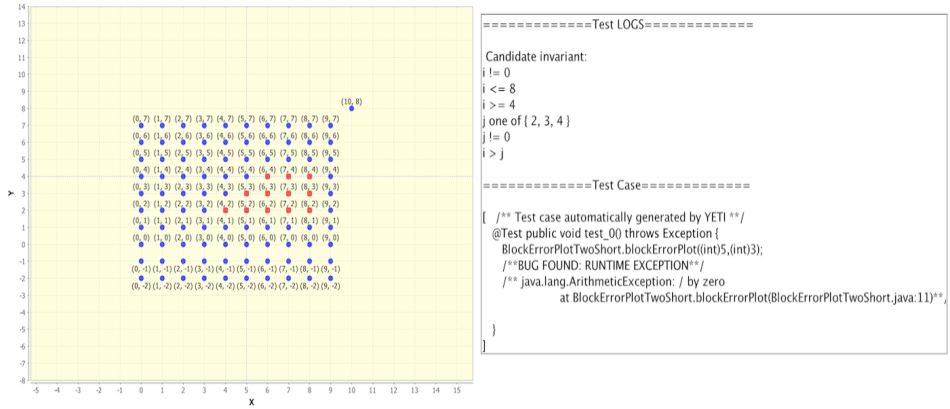 14
13
12
11
10
9
8
7
6
5
4
3
2
1
0
-1
-2
-3
-4
-5
-6
-7
-8
Y
(10, 8)
(0, 7) (1, 7) (2, 7) (3, 7) (4, 7) (5, 7) (6, 7) (7, 7) (8, 7) (9, 7)
(0, 6) (1, 6) (2, 6) (3, 6) (4, 6) (5, 6) (6, 6) (7, 6) (8, 6) (9, 6)
(0, 5) (1, 5) (2, 5) (3, 5) (4, 5) (5, 5) (6, 5) (7, 5) (8, 5) (9, 5)
(0, 4) (1, 4) (2, 4) (3, 4) (4, 4) (5, 4) (6, 4) (7, 4) (8, 4) (9, 4)
(0, 3) (1, 3) (2, 3) (3, 3) (4, 3) (5, 3) (6, 3) (7, 3) (8, 3) (9, 3)
(0, 2) (1, 2) (2, 2) (3, 2) (4, 2) (5, 2) (6, 2) (7, 2) (8, 2) (9, 2)
(0, 1) (1, 1) (2, 1) (3, 1) (4, 1) (5, 1) (6, 1) (7, 1) (8, 1) (9, 1)
(0, 0) (1, 0) (2, 0) (3, 0) (4, 0) (5, 0) (6, 0) (7, 0) (8, 0) (9, 0)
(0, -1) (1, -1) (2, -1) (3, -1) (4, -1) (5, -1) (6, -1) (7, -1) (8, -1) (9, -1)
(0, -2) (1, -2) (2, -2) (3, -2) (4, -2) (5, -2) (6, -2) (7, -2) (8, -2) (9, -2)
-5 -4 -3 -2 -1 0 1 2 3 4 5 6 7 8 9 10 11 12 13 14 15
X
=============Test LOGS=============
Candidate invariant:
i != 0
i <= 8
i >= 4
j one of { 2, 3, 4 }
j != 0
i > j
=============Test Case=============
[ /** Test case automatically generated by YETI **/
@Test public void test_0() throws Exception {
BlockErrorPlotTwoShort.blockErrorPlot((int)5,(int)3);
/**BUG FOUND: RUNTIME EXCEPTION**/
/** java.lang.ArithmeticException: / by zero
at BlockErrorPlotTwoShort.blockErrorPlot(BlockErrorPlotTwoShort.java:11)**,
}
]